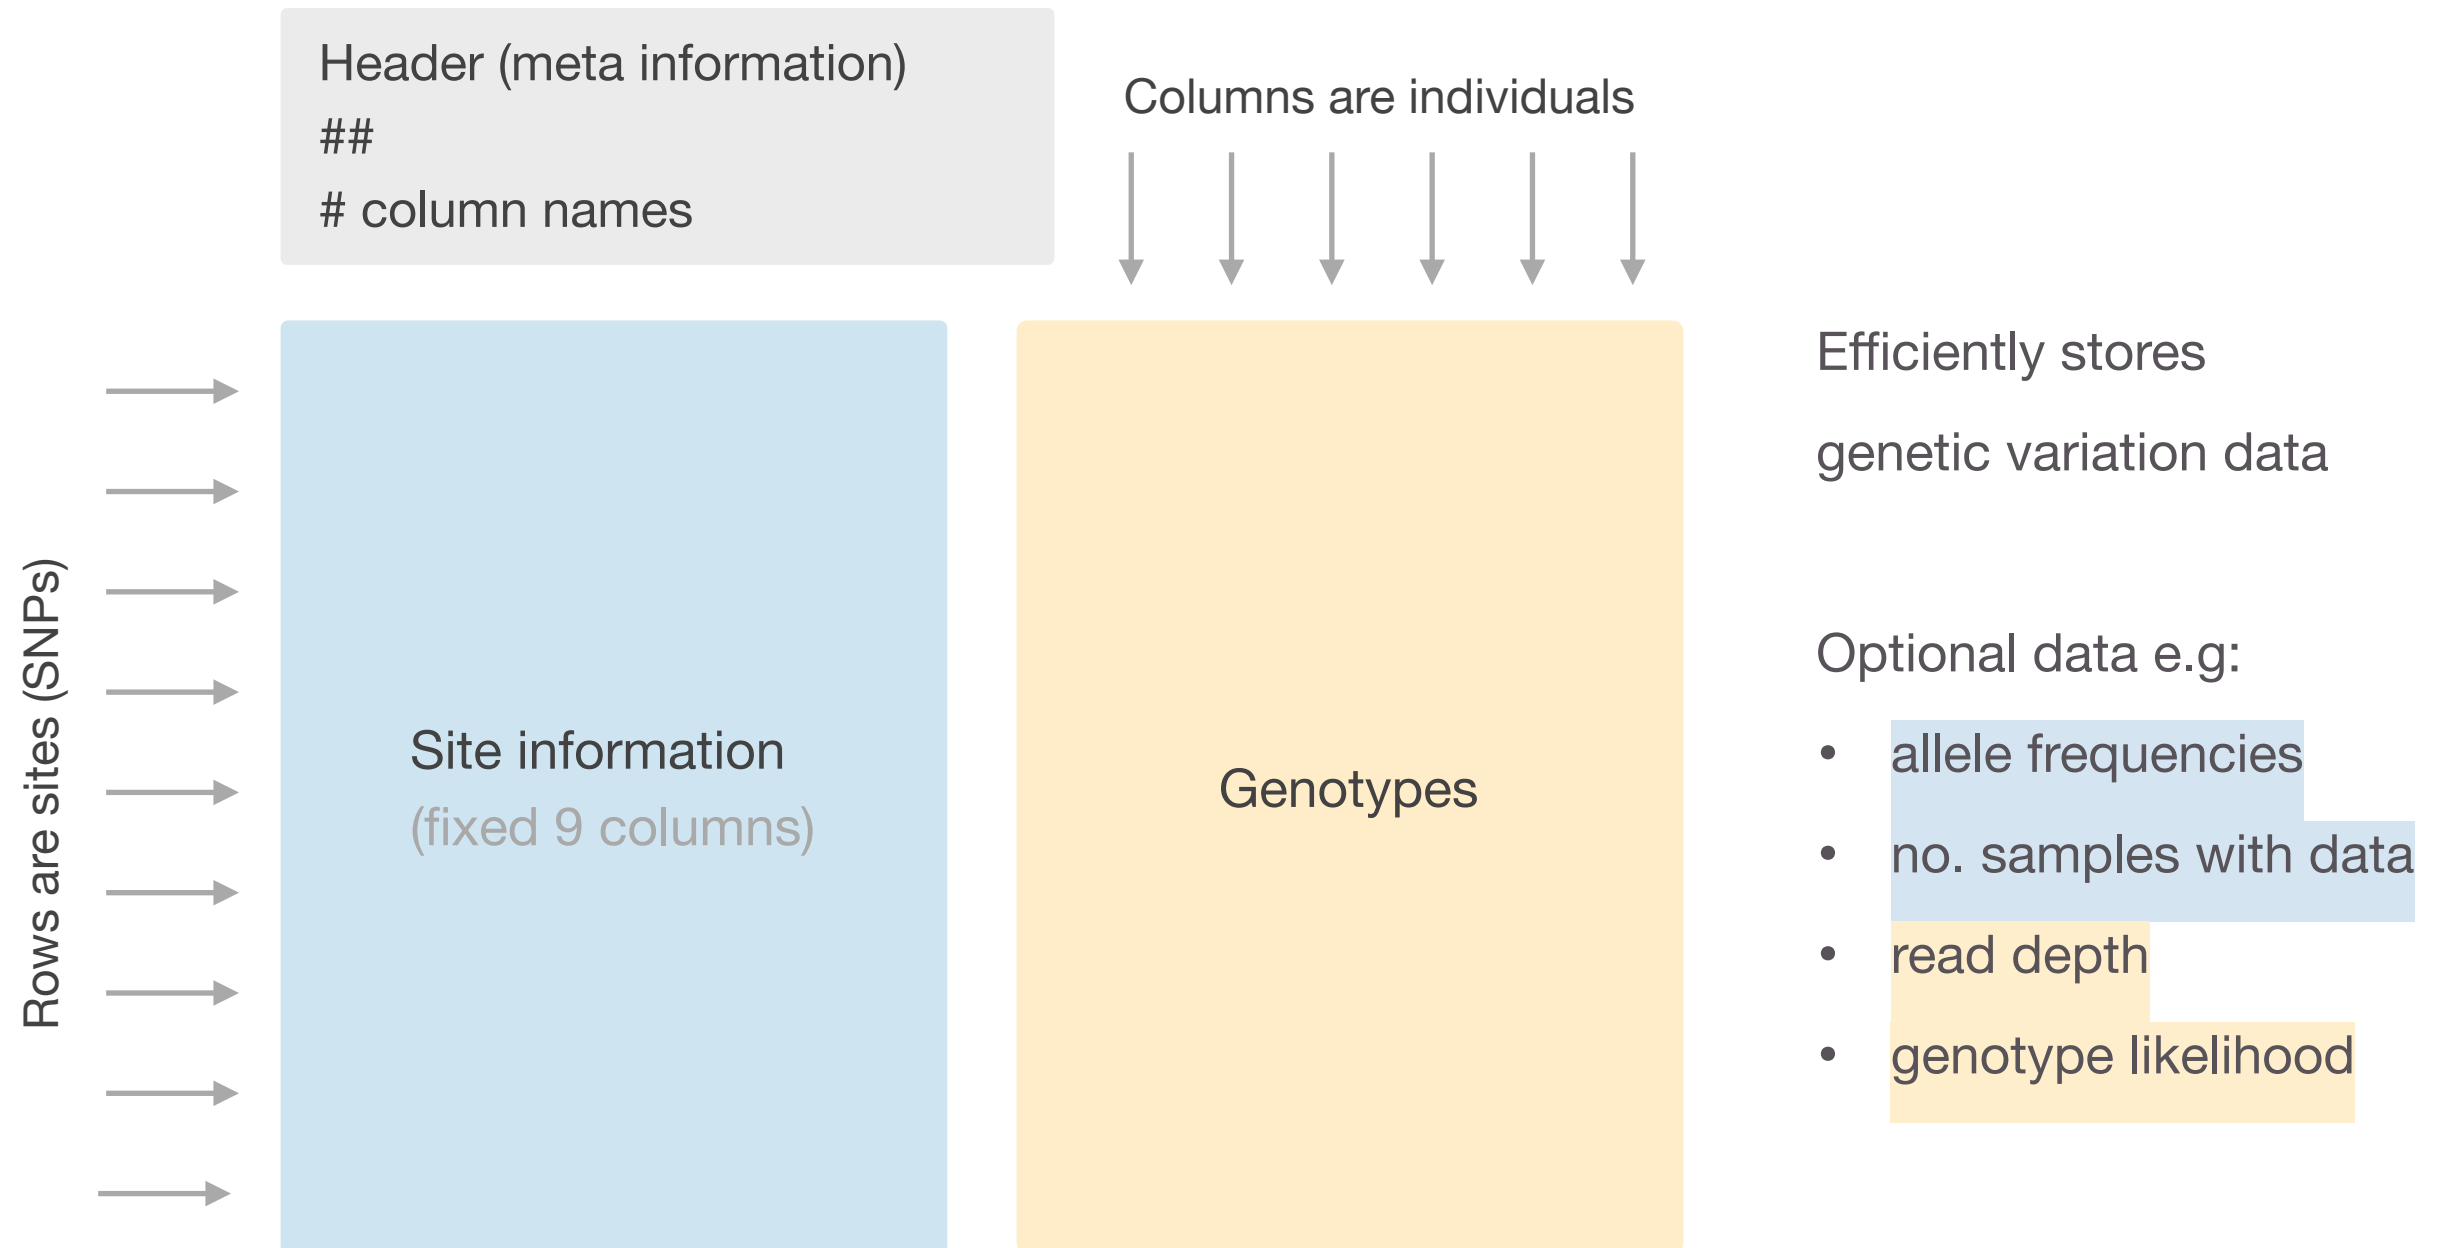 Header (meta information)
##
# column names
Columns are individuals
Rows are sites (SNPs)
Site information
(fixed 9 columns)
Genotypes
Efficiently stores
genetic variation data
Optional data e.g:
• allele frequencies
• no. samples with data
• read depth
• genotype likelihood